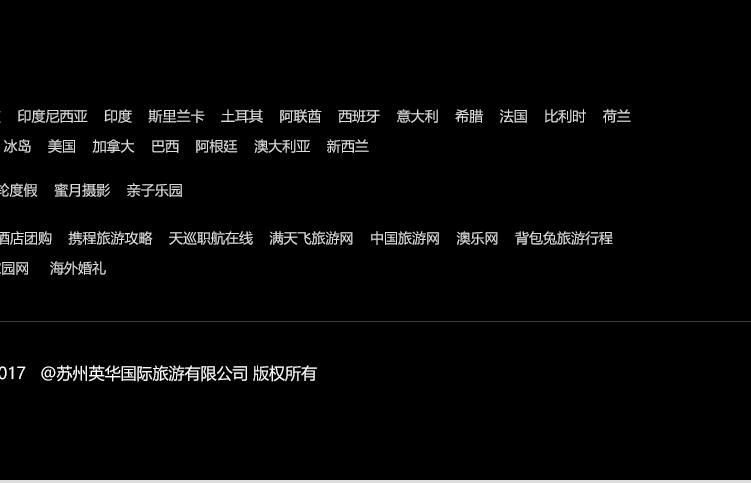 印度尼西亚 印度 斯里兰卡 土耳其 阿联酋 西班牙 意大利 希腊 法国 比利时 荷兰
冰岛 美国 加拿大 巴西 阿根廷 澳大利亚 新西兰
轮度假 蜜月摄影 亲子乐园
酒店团购 携程旅游攻略 天巡职航在线 满天飞旅游网 中国旅游网 澳乐网 背包兔旅游行程
园网 海外婚礼
017 @苏州英华国际旅游有限公司 版权所有